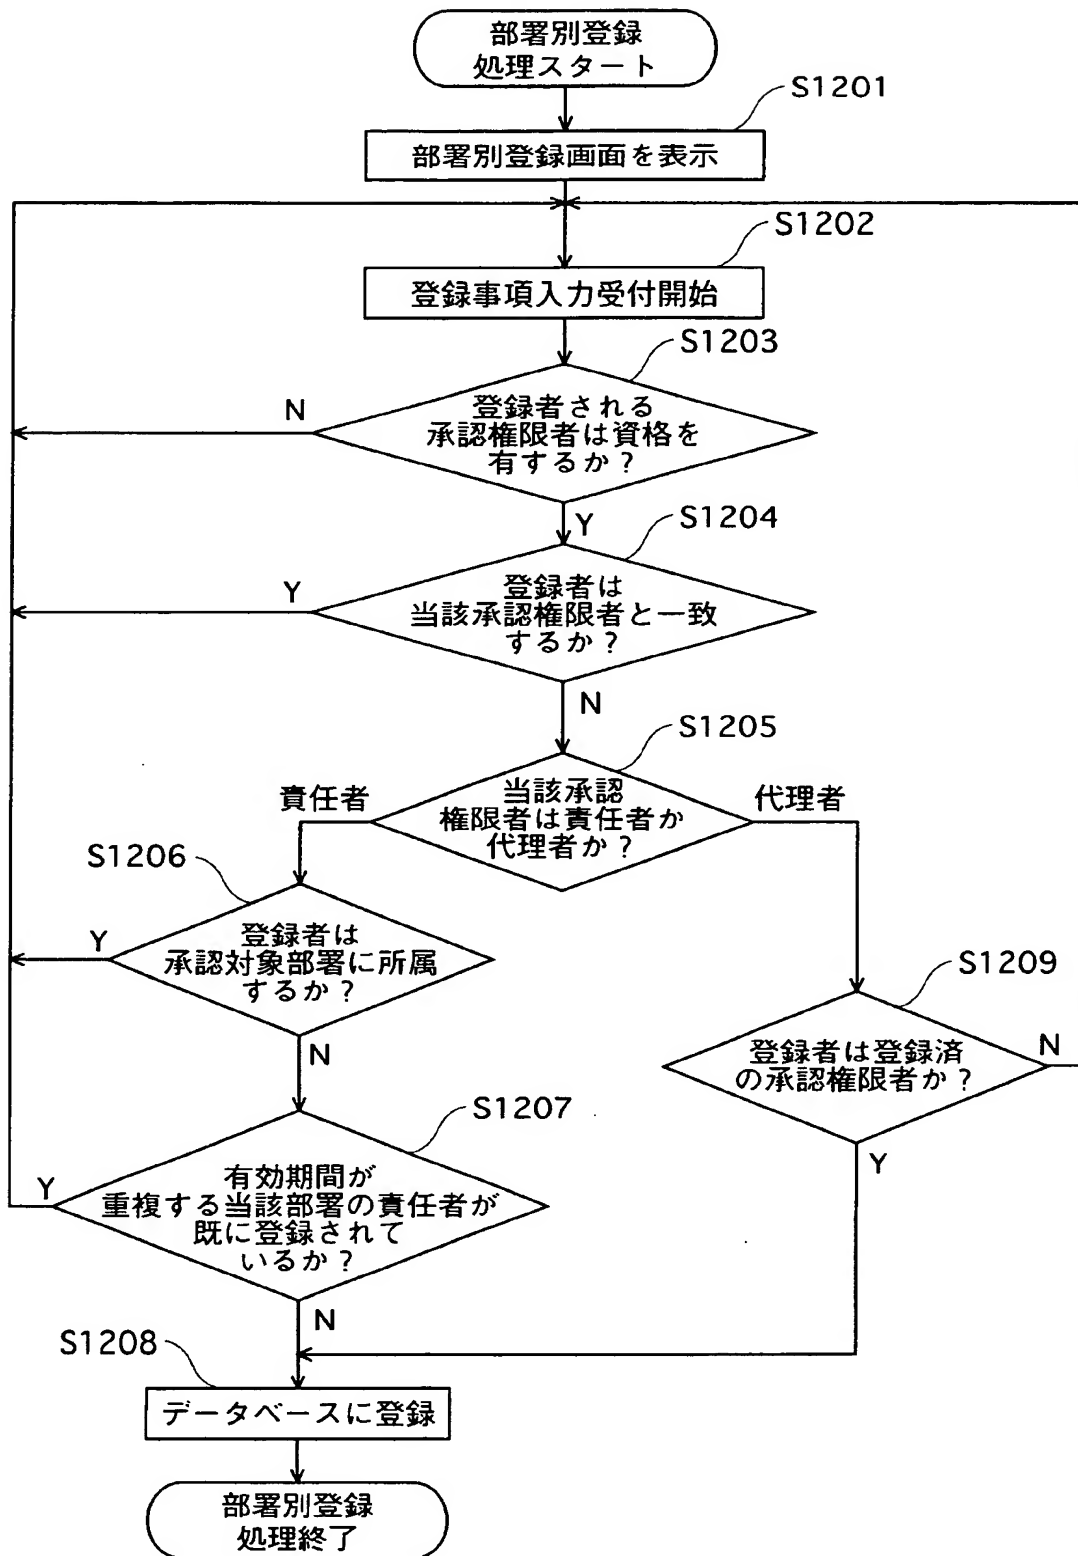 部署別登録
処理スタート
S1201
部署別登録画面を表示
S1202
登録事項入力受付開始
S1203
登録者される
承認権限者は資格を
有するか？
N
Y
S1204
登録者は
当該承認権限者と一致
するか？
Y
N
S1205
当該承認
権限者は責任者か
代理者か？
責任者
代理者
S1206
登録者は
承認対象部署に所属
するか？
Y
N
S1209
登録者は登録済
の承認権限者か？
N
Y
S1207
有効期間が
重複する当該部署の責任者が
既に登録されて
いるか？
Y
N
S1208
データベースに登録
部署別登録
処理終了